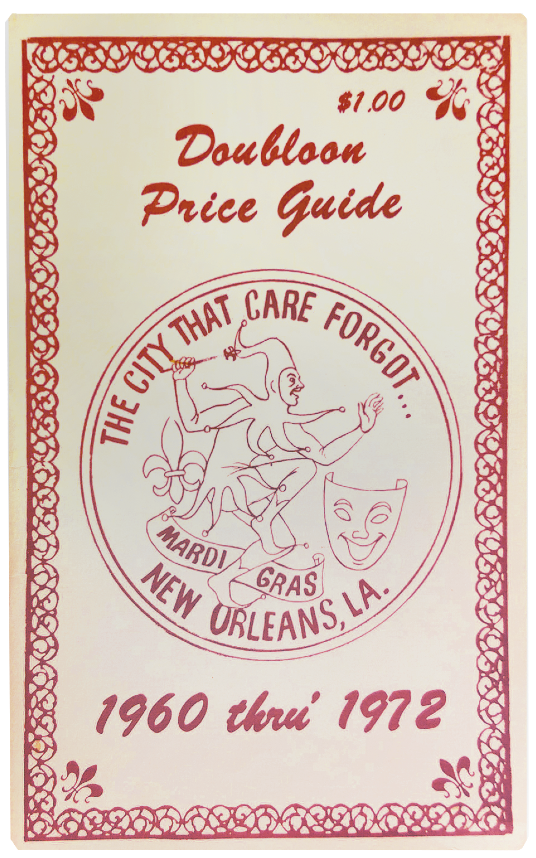 $1.00
Doubloon
Price Guide
THE CITY THAT CARE FORGOT...
MARDI GRAS
NEW ORLEANS, LA.
1960 thru' 1972